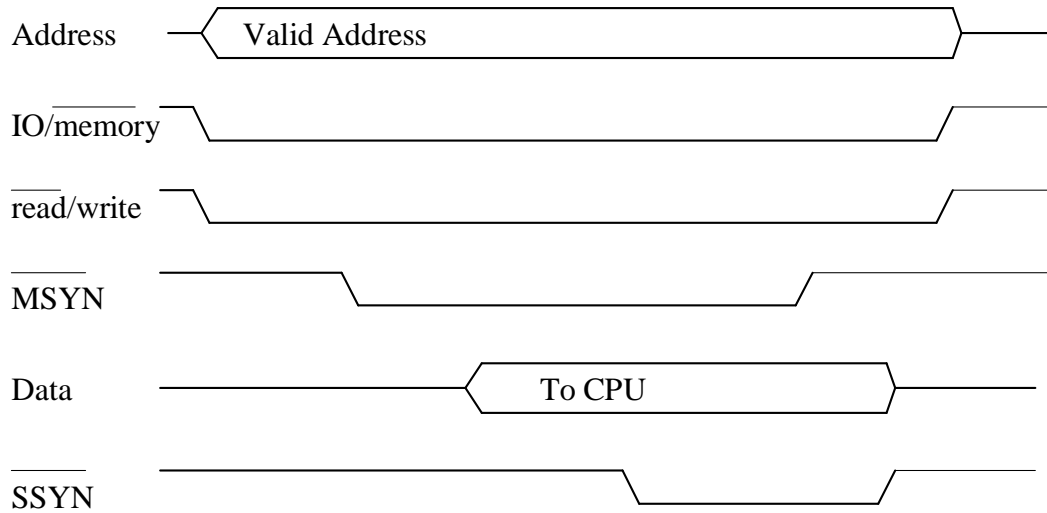 Address Valid Address
IO/memory
read/write
MSYN
Data To CPU
SSYN